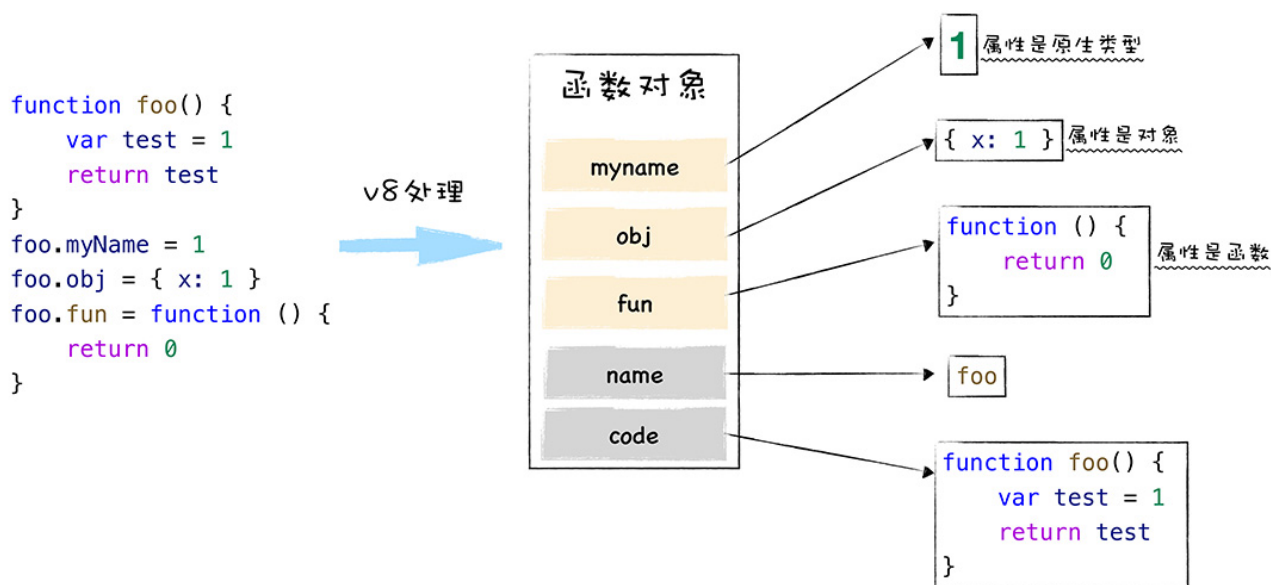 function foo() {
    var test = 1
    return test
}
foo.myName = 1
foo.obj = { x: 1 }
foo.fun = function () {
    return 0
}
v8处理
函数对象
myname
obj
fun
name
code
1 属性是原生类型
{ x: 1 } 属性是对象
function () {
    return 0
}
属性是函数
foo
function foo() {
    var test = 1
    return test
}